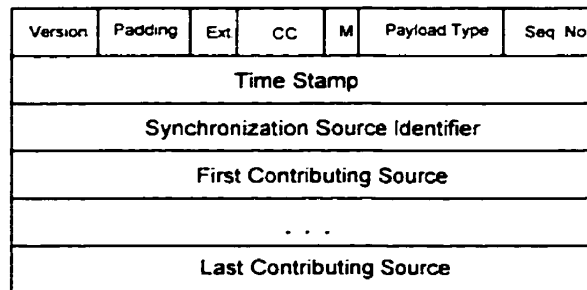 Version Padding Ext CC M Payload Type Seq No
Time Stamp
Synchronization Source Identifier
First Contributing Source
. . .
Last Contributing Source